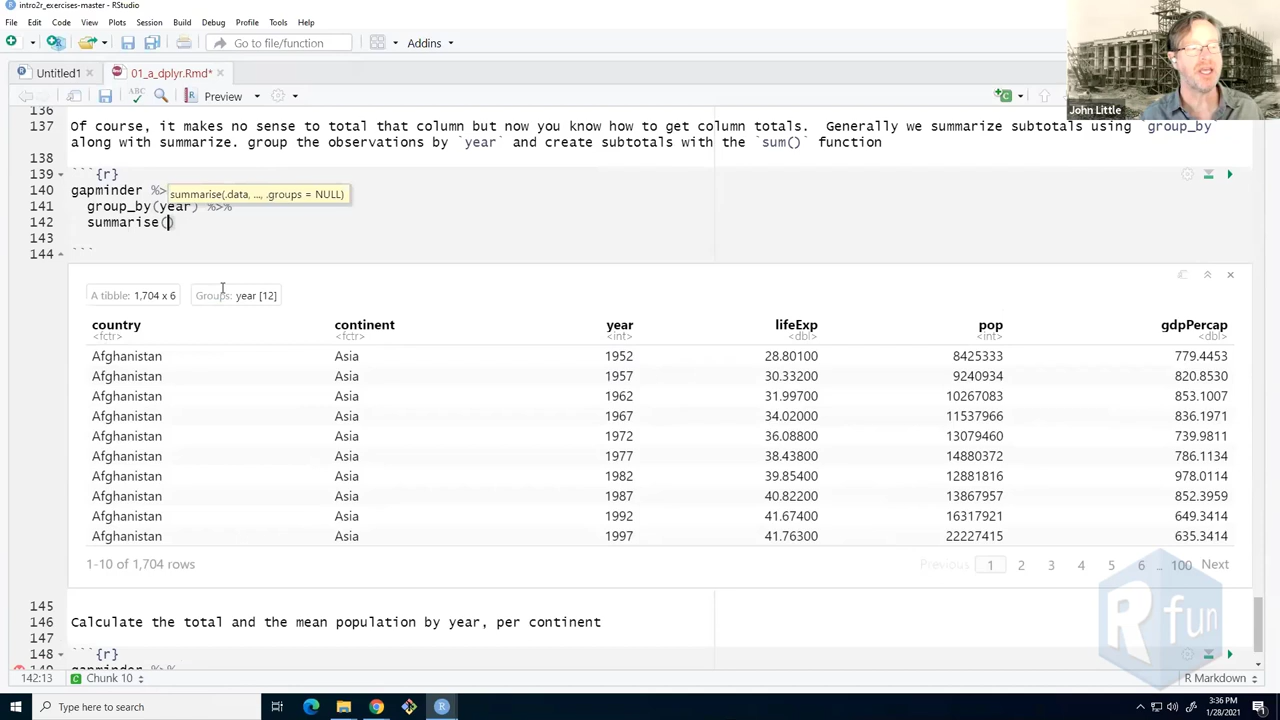 intro2r_exercises-master - RStudio
File Edit Code View Plots Session Build Debug Profile Tools Help
Go to file/function Addins
Untitled1 01_a_dplyr.Rmd*
ABC Preview
John Little
136
137 Of course, it makes no sense to total that column but now you know how to get column totals. Generally we summarize subtotals using `group_by`
along with summarize. group the observations by `year` and create subtotals with the `sum()` function
138
139 ```{r}
140 gapminder %>
summarise(.data, ..., .groups = NULL)
141 group_by(year) %>%
142 summarise()
143
144 ```
A tibble: 1,704 x 6 Groups: year [12]
country continent year lifeExp pop gdpPercap
<fctr> <fctr> <int> <dbl> <int> <dbl>
Afghanistan Asia 1952 28.80100 8425333 779.4453
Afghanistan Asia 1957 30.33200 9240934 820.8530
Afghanistan Asia 1962 31.99700 10267083 853.1007
Afghanistan Asia 1967 34.02000 11537966 836.1971
Afghanistan Asia 1972 36.08800 13079460 739.9811
Afghanistan Asia 1977 38.43800 14880372 786.1134
Afghanistan Asia 1982 39.85400 12881816 978.0114
Afghanistan Asia 1987 40.82200 13867957 852.3959
Afghanistan Asia 1992 41.67400 16317921 649.3414
Afghanistan Asia 1997 41.76300 22227415 635.3414
1-10 of 1,704 rows Previous 1 2 3 4 5 6 ... 100 Next
145
146 Calculate the total and the mean population by year, per continent
147
148 ```{r}
149 gapminder %>%
R fun
142:13 Chunk 10 R Markdown
Type here to search
3:36 PM
1/28/2021